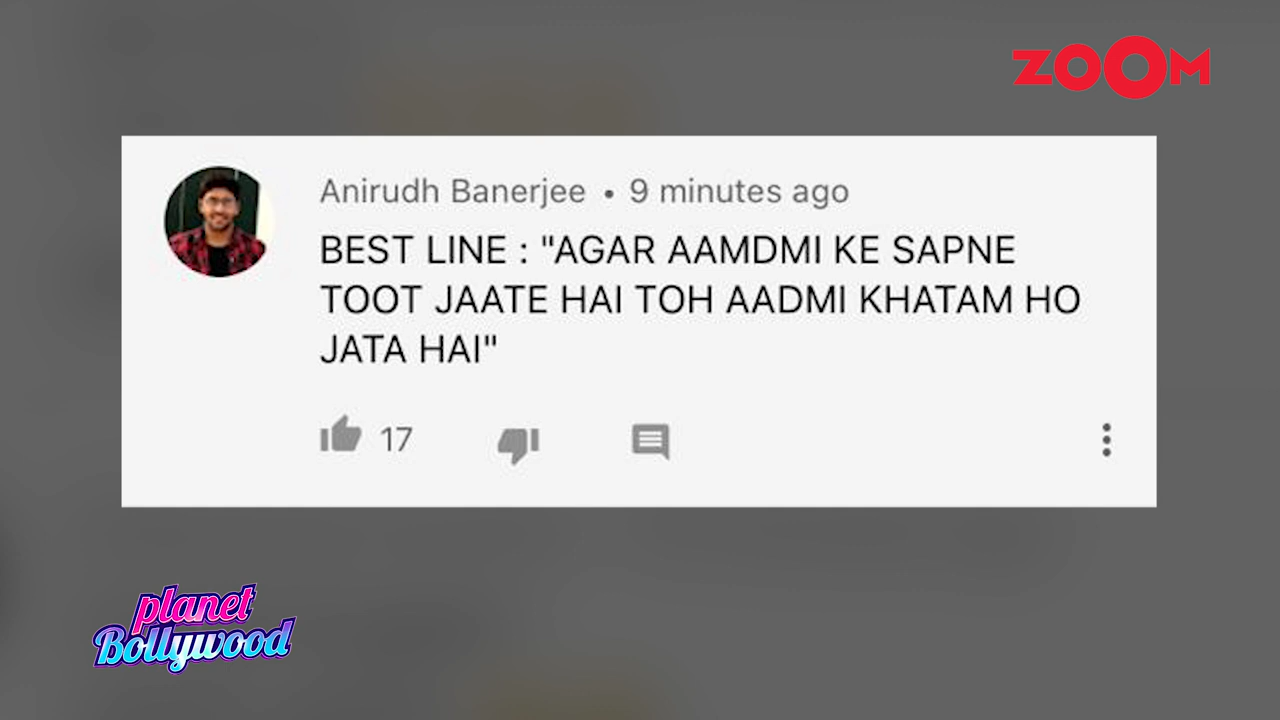 ZOOM
Anirudh Banerjee • 9 minutes ago
BEST LINE : "AGAR AAMDMI KE SAPNE
TOOT JAATE HAI TOH AADMI KHATAM HO
JATA HAI"
17
planet
Bollywood